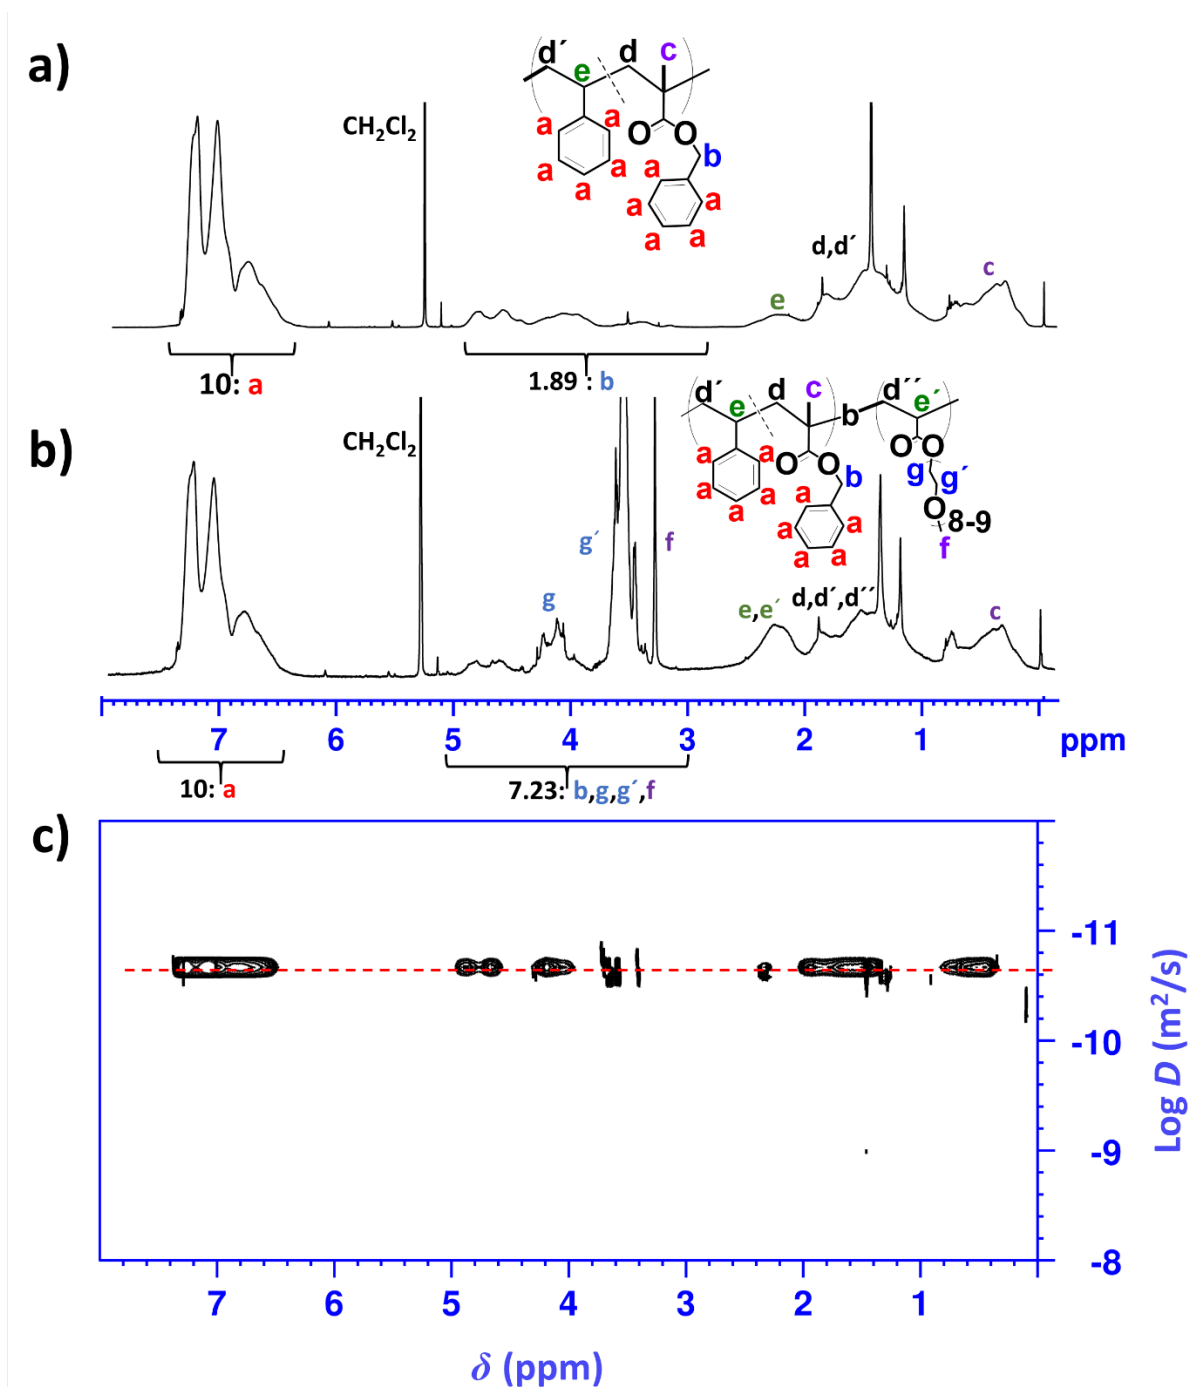 a)
d´ d c
e
CH₂Cl₂
a a O O
a a a b
a a a
a a
d,d´
e
c
10: a
1.89 : b
b)
d´ d c b d´´
e e´
CH₂Cl₂
a a O O O O
a a b g g´
a a a O
a a 8-9
a a f
g´
f
g
e,e´
d,d´,d´´
c
7 6 5 4 3 2 1 ppm
10: a
7.23: b,g,g´,f
c)
-11
-10
-9
-8
Log D (m²/s)
7 6 5 4 3 2 1
δ (ppm)